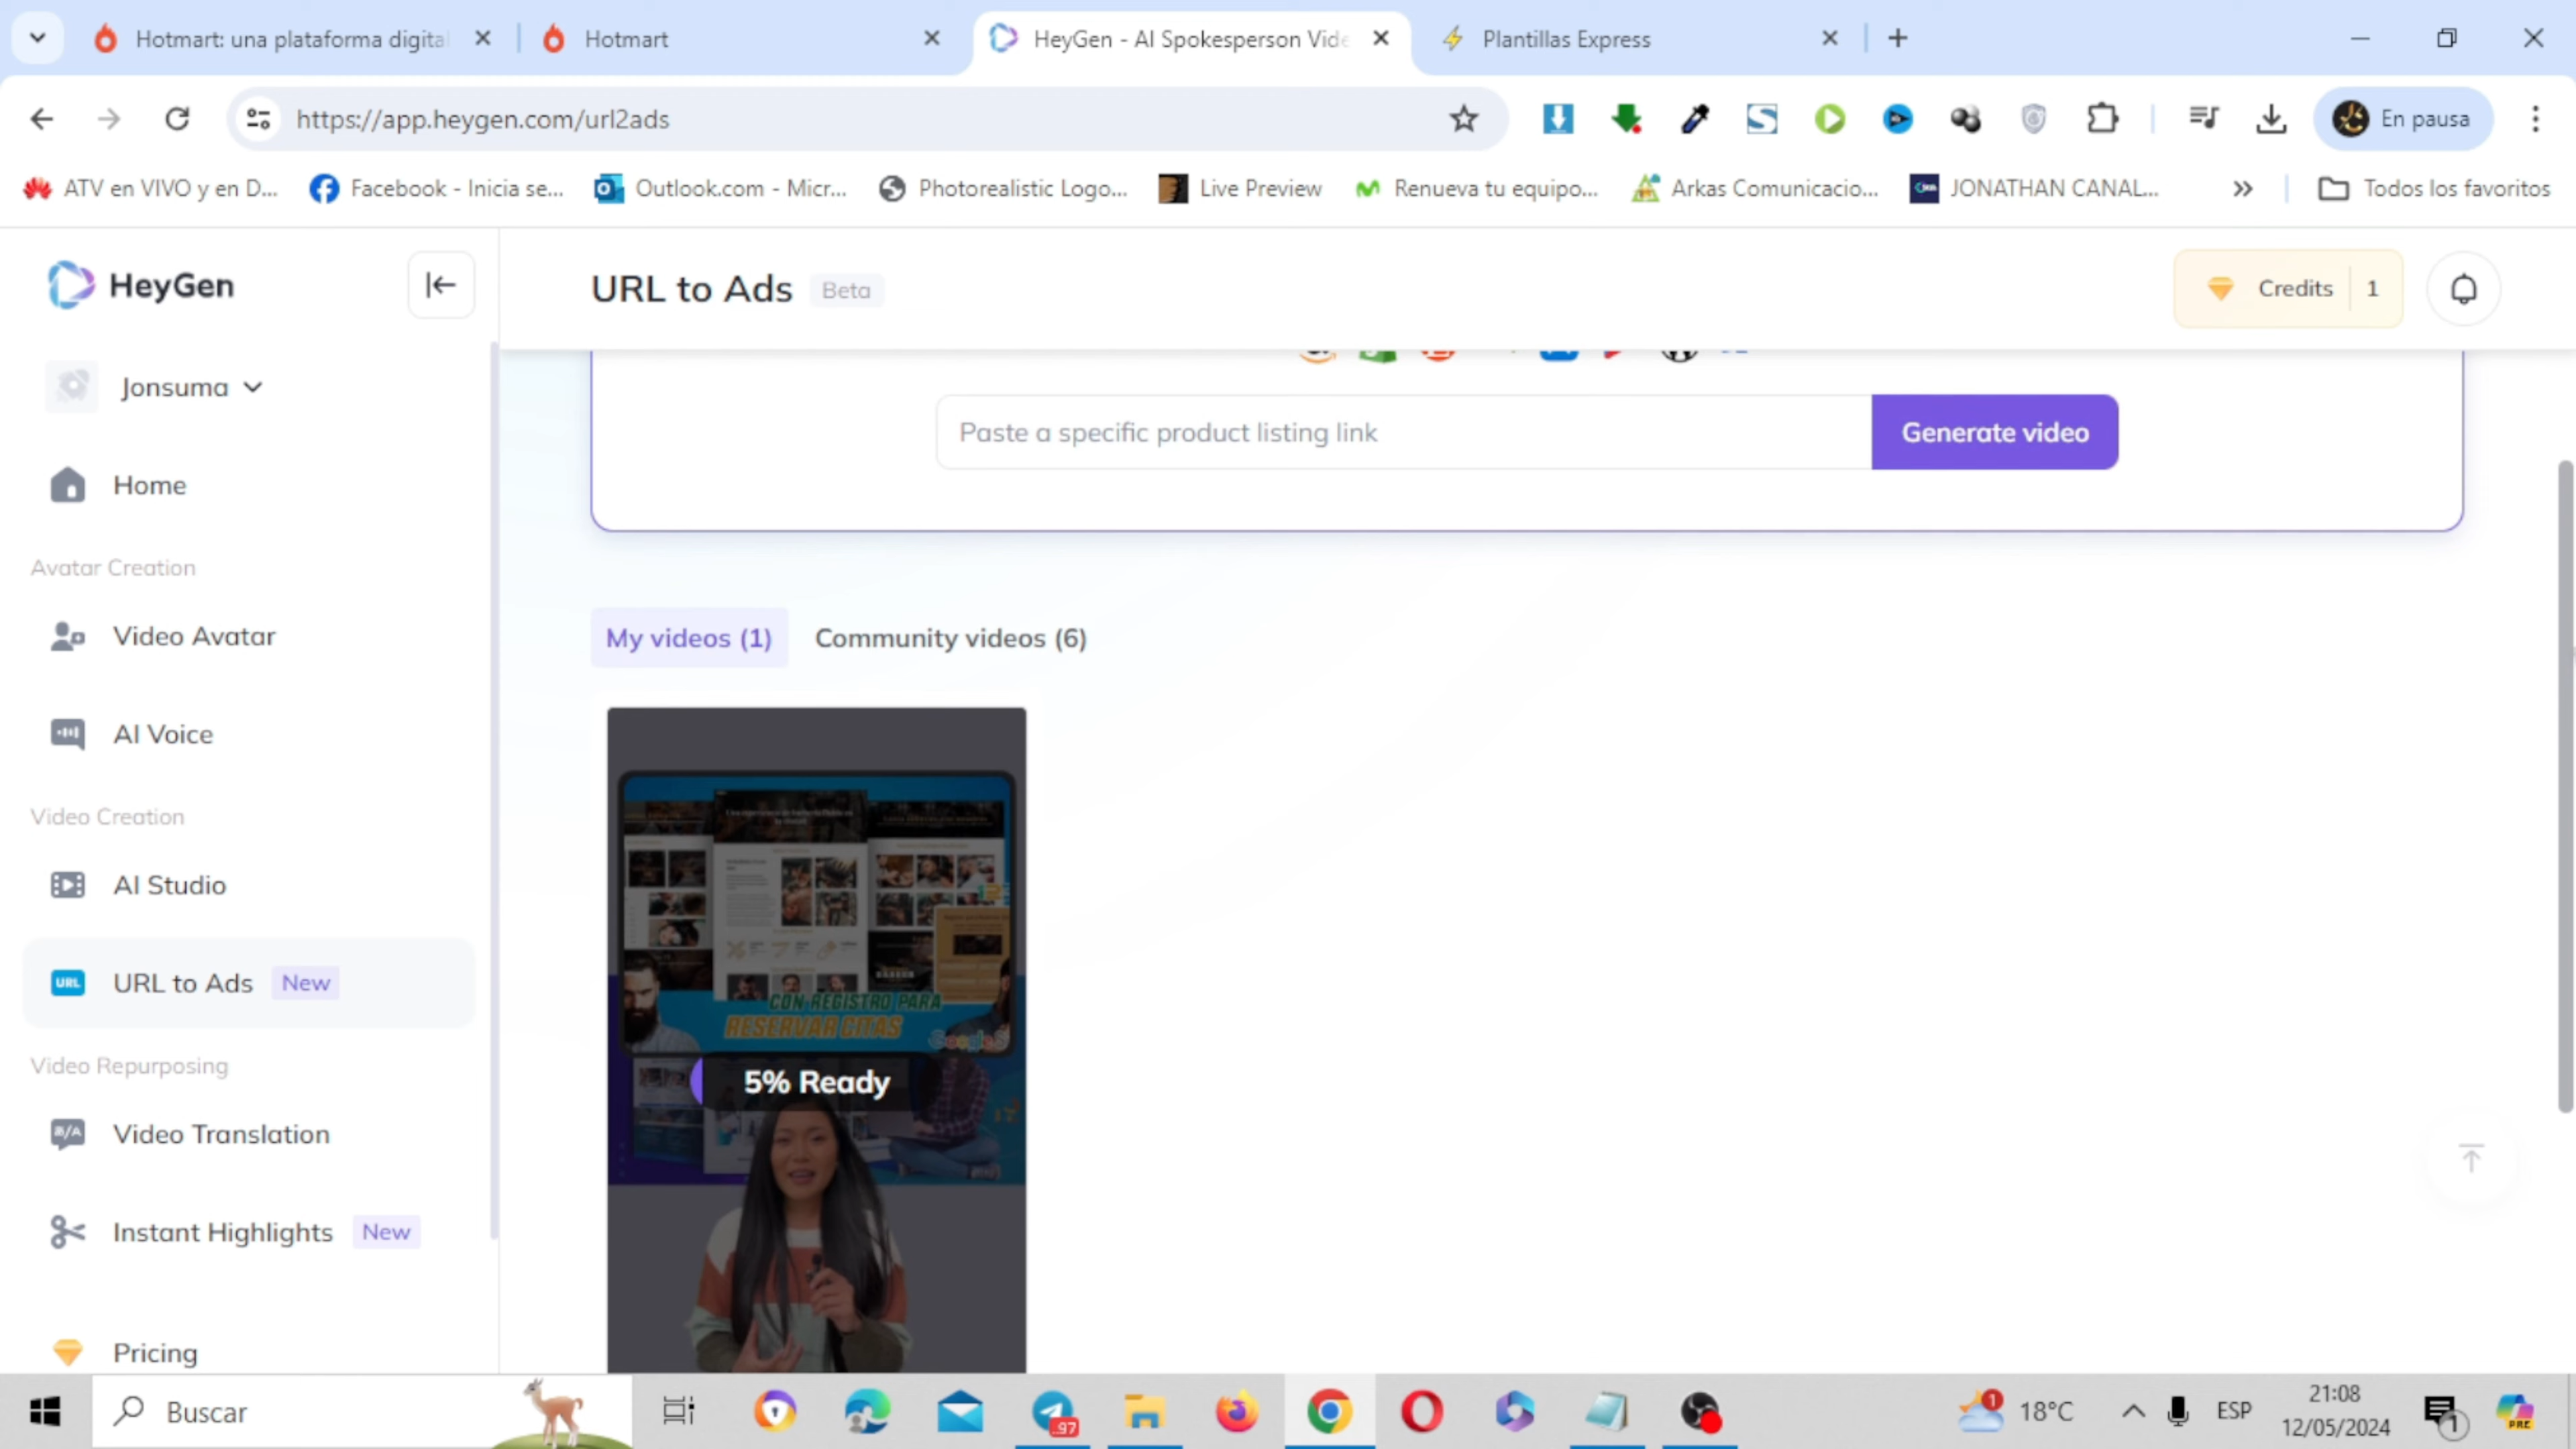 Hotmart: una plataforma digital
Hotmart
HeyGen - AI Spokesperson Vide
Plantillas Express
https://app.heygen.com/url2ads
En pausa
ATV en VIVO y en D...
Facebook - Inicia se...
Outlook.com - Micr...
Photorealistic Logo...
Live Preview
Renueva tu equipo...
Arkas Comunicacio...
JONATHAN CANAL...
Todos los favoritos
HeyGen
URL to Ads
Beta
Credits
1
Jonsuma
Paste a specific product listing link
Generate video
Home
Avatar Creation
Video Avatar
My videos (1)
Community videos (6)
AI Voice
Video Creation
AI Studio
URL
URL to Ads
New
CON REGISTRO PARA
RESERVAR CITAS
Video Repurposing
5% Ready
Video Translation
Instant Highlights
New
Pricing
Buscar
97
1
18°C
ESP
21:08
12/05/2024
1
PRE